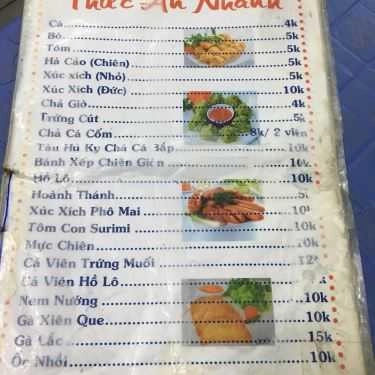 Thức Ăn Nhanh
Cá 4k
Bò 5k
Tôm 5k
Há Cảo (Chiên) 5k
Xúc xích (Nhỏ) 5k
Xúc Xích (Đức) 10k
Chả Giò 4k
Trứng Cút 5k
Chả Cá Cốm 8k/ 2 viên
Tàu Hủ Ky Chả Cá Bắp 10k
Bánh Xếp Chiên Giòn 10k
Hồ Lô 10k
Hoành Thánh
Xúc Xích Phô Mai 10k
Tôm Con Surimi 10k
Mực Chiên 10k
Cá Viên Trứng Muối
Cá Viên Hồ Lô
Nem Nướng 10k
Gà Xiên Que 10k
Gà Lắc 15k
Ốc Nhồi 10k